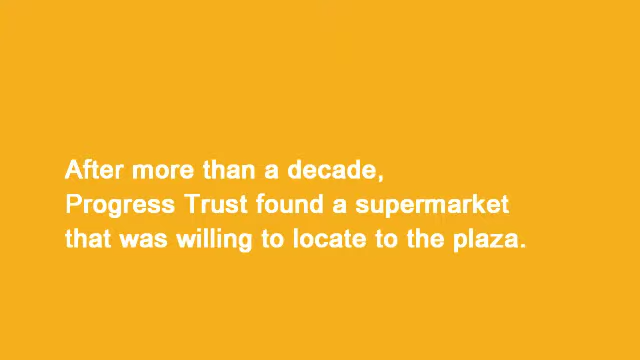 After more than a decade,
Progress Trust found a supermarket
that was willing to locate to the plaza.